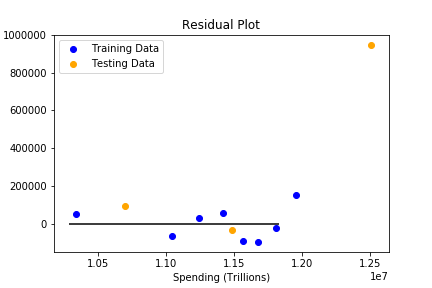 Residual Plot
1000000
800000
600000
400000
200000
0
Training Data
Testing Data
1.05 1.10 1.15 1.20 1.25
1e7
Spending (Trillions)